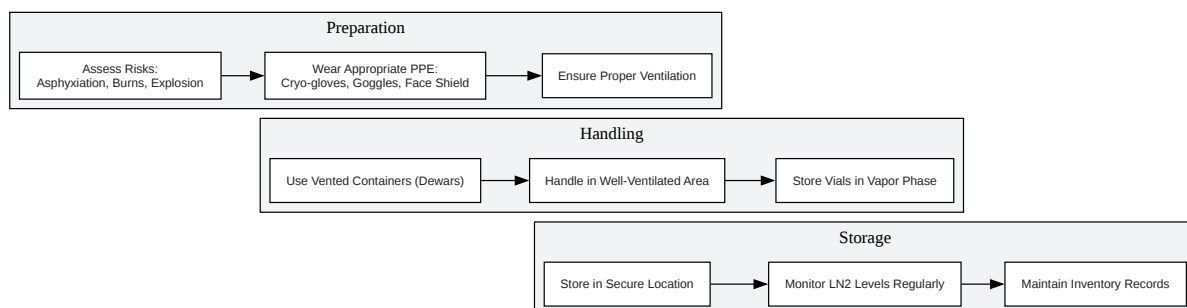 Preparation
Assess Risks:
Asphyxiation, Burns, Explosion
Wear Appropriate PPE:
Cryo-gloves, Goggles, Face Shield
Ensure Proper Ventilation
Handling
Use Vented Containers (Dewars)
Handle in Well-Ventilated Area
Store Vials in Vapor Phase
Storage
Store in Secure Location
Monitor LN2 Levels Regularly
Maintain Inventory Records